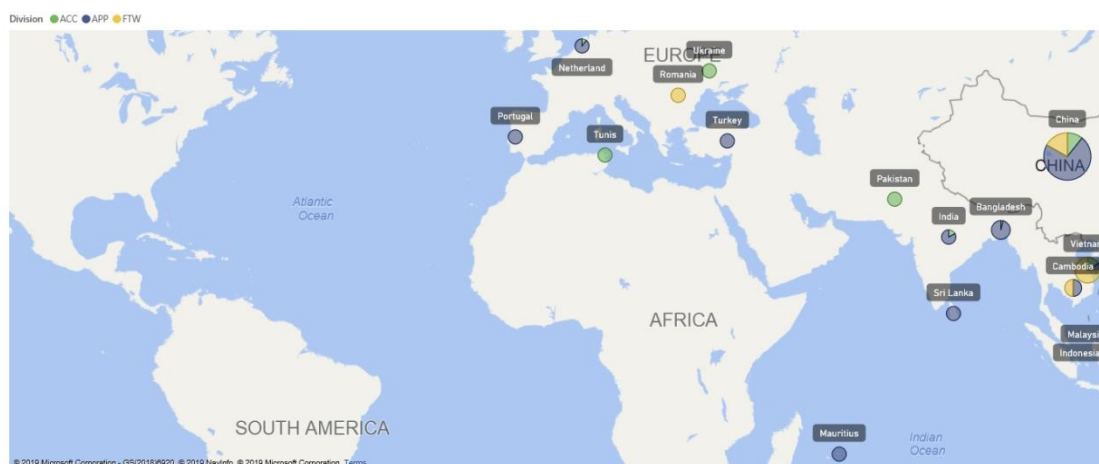 Division ACC APP FTW
EUROPE
Ukraine
Netherland
Romania
Portugal
Turkey
China
Tunis
CHINA
Pakistan
Atlantic
Ocean
India
Bangladesh
Vietnam
Cambodia
Sri Lanka
AFRICA
Malaysi
Indonesia
SOUTH AMERICA
Mauritius
Indian
Ocean
© 2019 Microsoft Corporation - GS(2018)6920, © 2019 NavInfo, © 2019 Microsoft Corporation, Terms